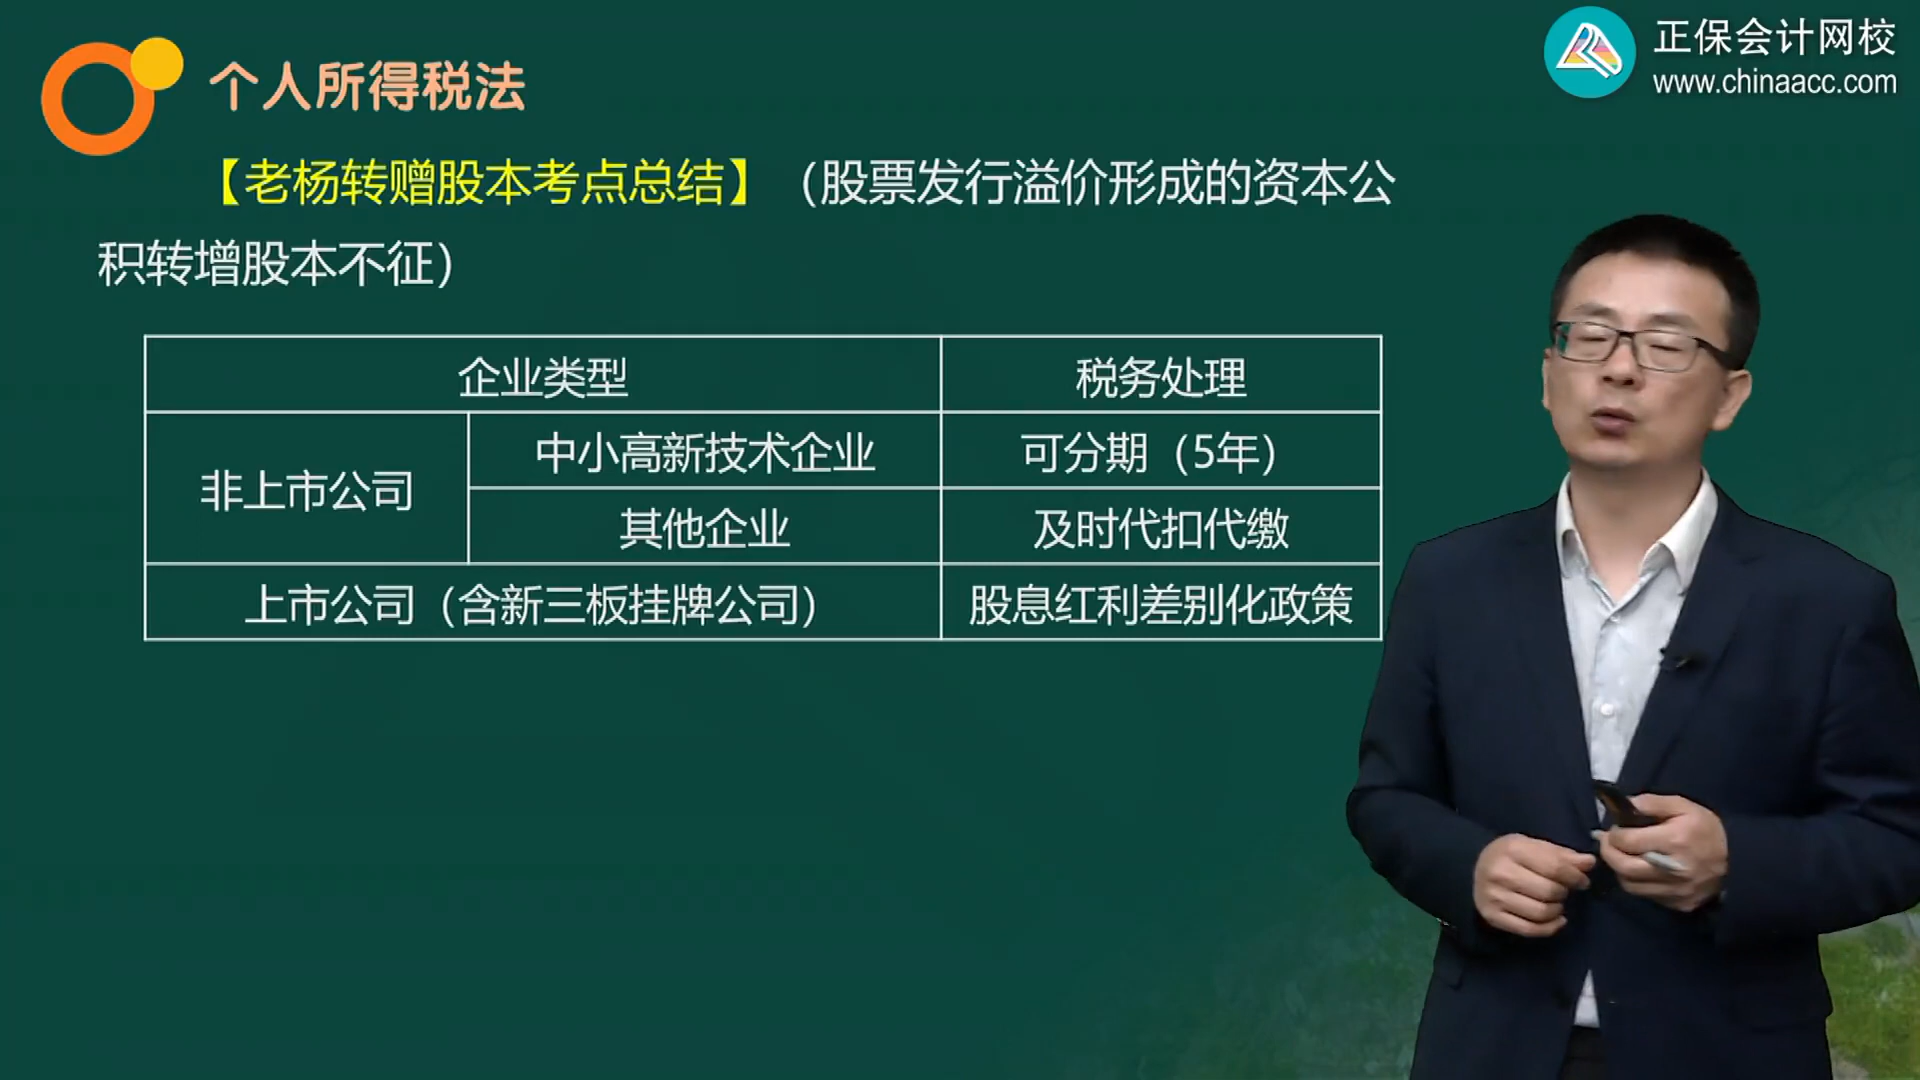 正保会计网校
www.chinaacc.com
个人所得税法
【老杨转赠股本考点总结】（股票发行溢价形成的资本公
积转增股本不征）
企业类型 税务处理
非上市公司 中小高新技术企业 可分期（5年）
其他企业 及时代扣代缴
上市公司（含新三板挂牌公司） 股息红利差别化政策